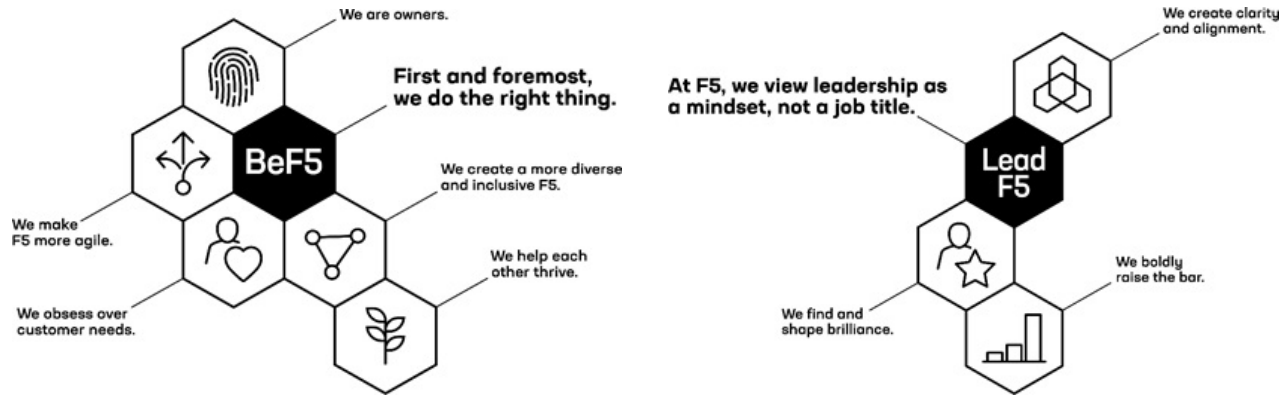 We are owners.
First and foremost,
we do the right thing.
BeF5
We create a more diverse
and inclusive F5.
We make
F5 more agile.
We help each
other thrive.
We obsess over
customer needs.
We create clarity
and alignment.
At F5, we view leadership as
a mindset, not a job title.
Lead
F5
We boldly
raise the bar.
We find and
shape brilliance.